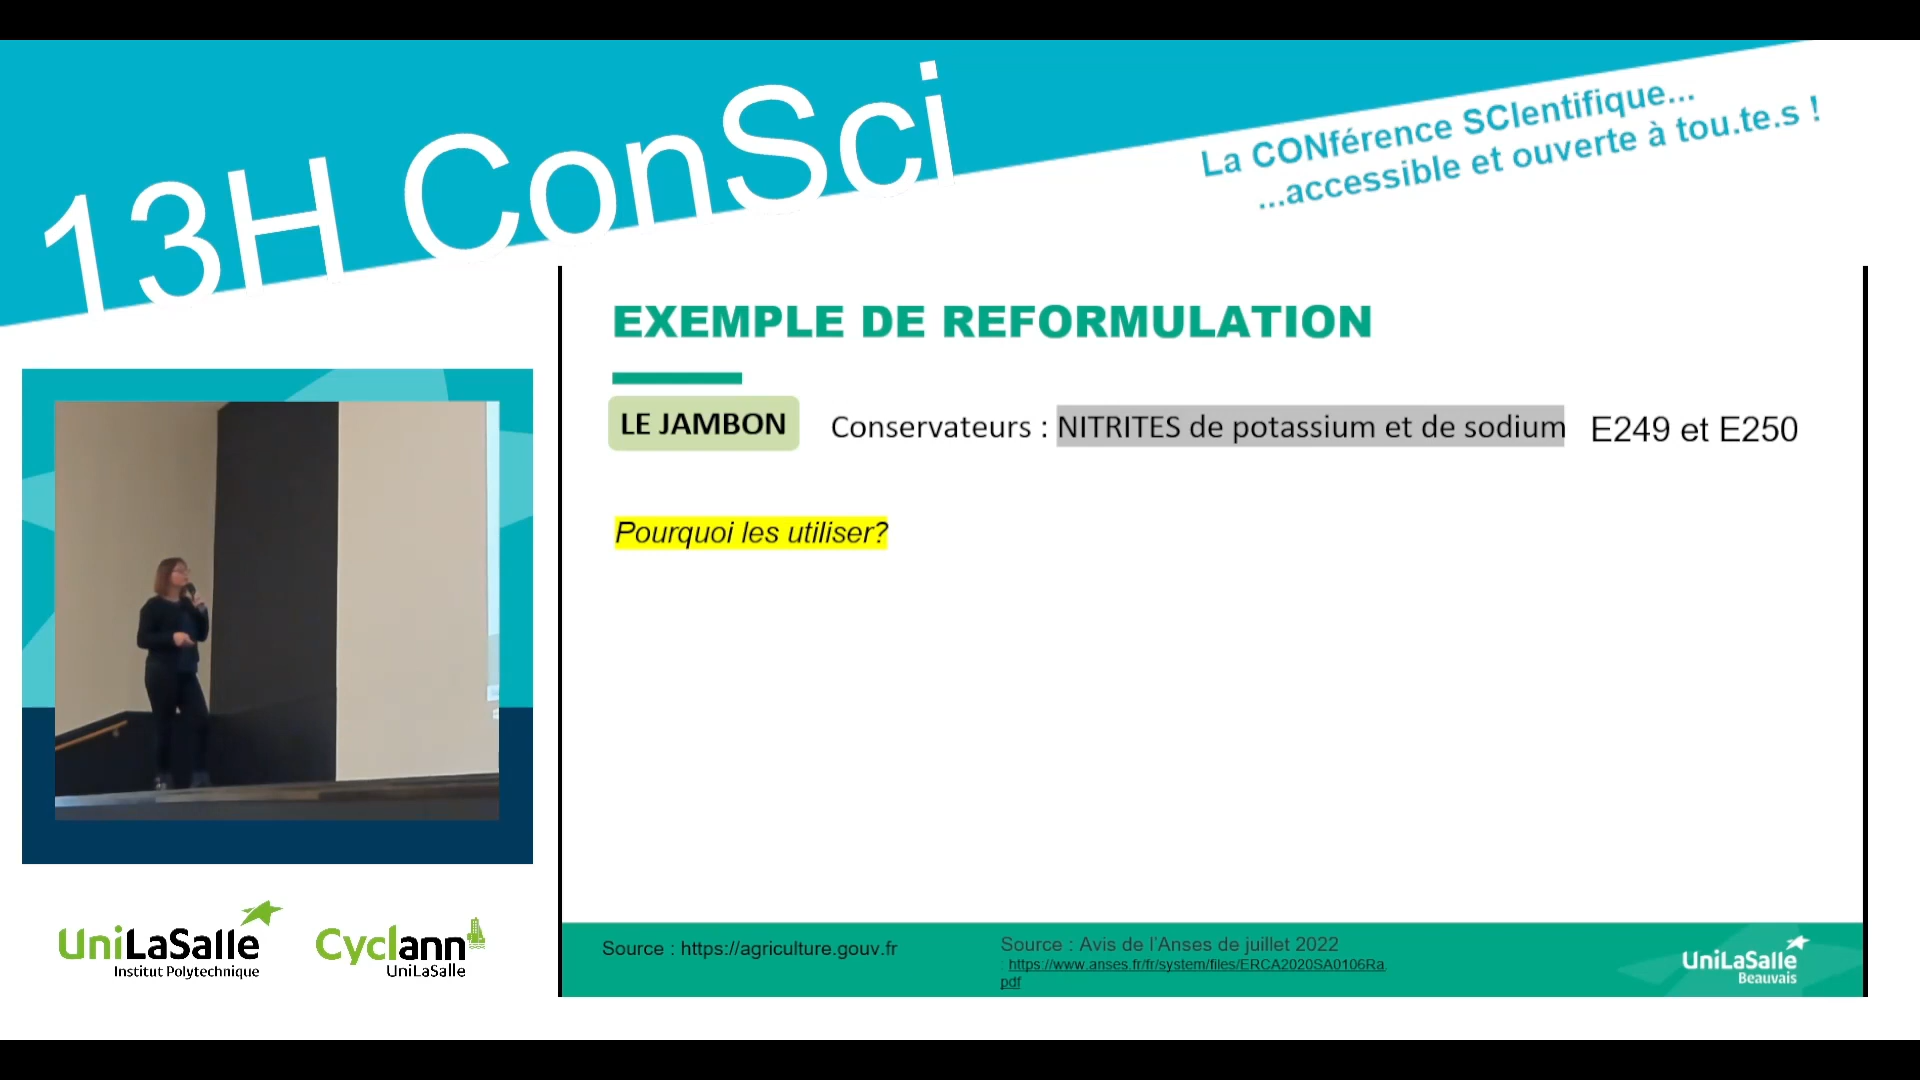 13H ConSci
La CONférence SCIentifique...
...accessible et ouverte à tou.te.s !
EXEMPLE DE REFORMULATION
LE JAMBON
Conservateurs : NITRITES de potassium et de sodium E249 et E250
Pourquoi les utiliser?
UniLaSalle
Institut Polytechnique
Cyclann
UniLaSalle
Source : https://agriculture.gouv.fr
Source : Avis de l'Anses de juillet 2022
: https://www.anses.fr/fr/system/files/ERCA2020SA0106Ra.
pdf
UniLaSalle
Beauvais